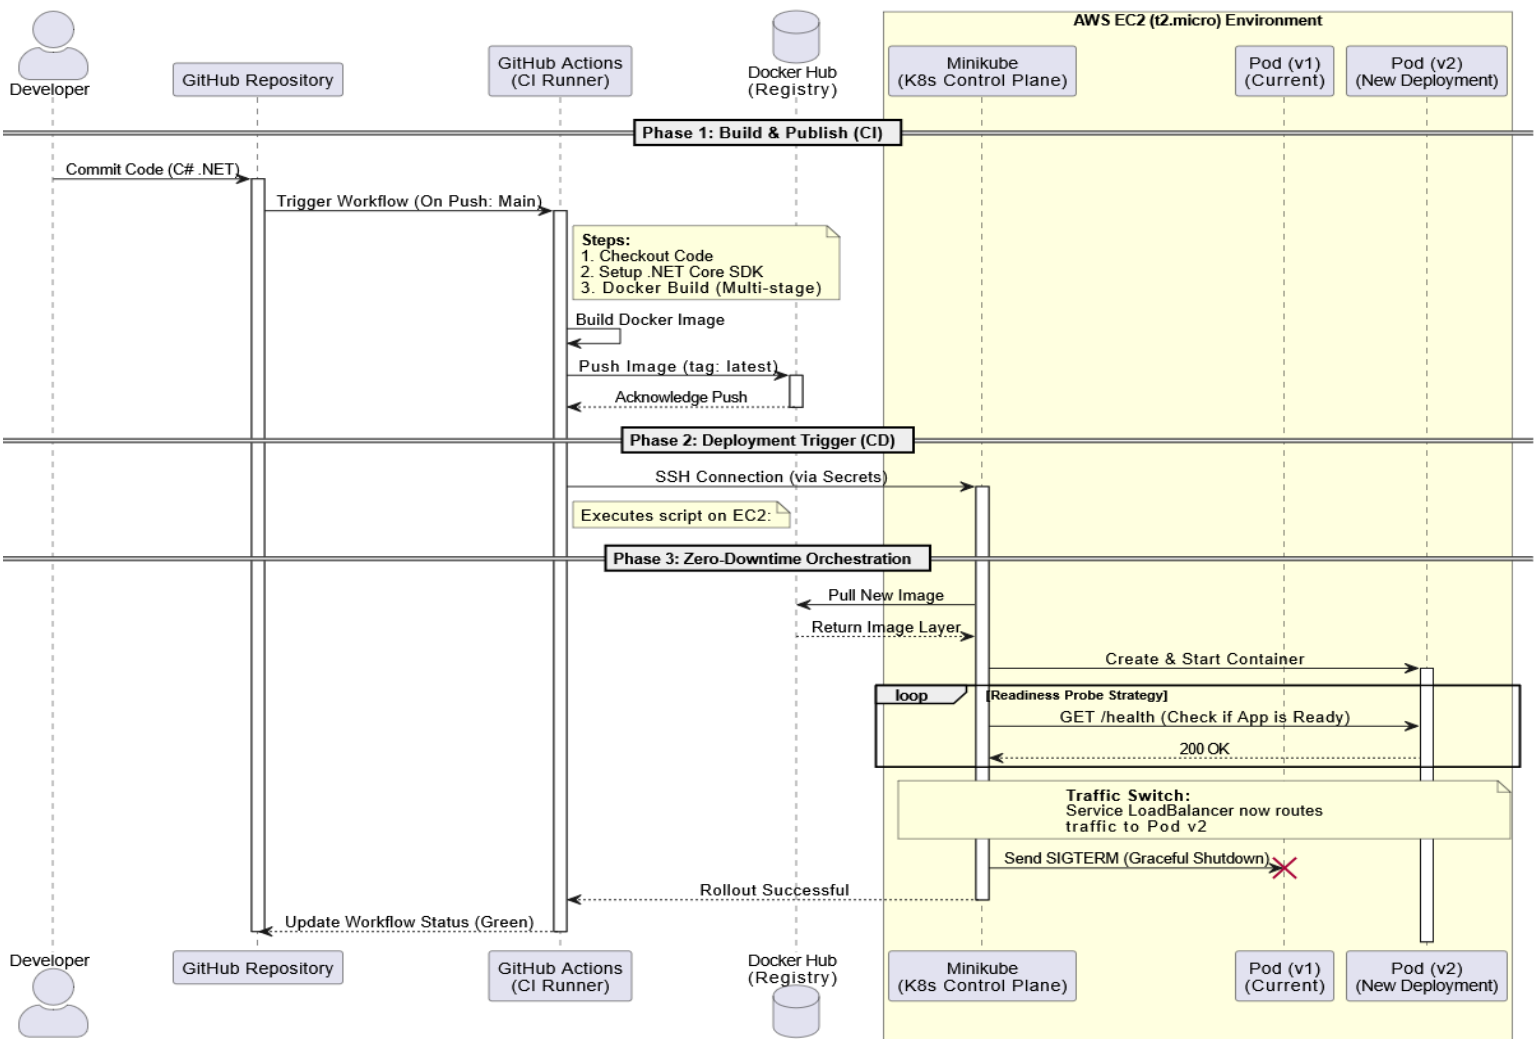 AWS EC2 (t2.micro) Environment
Developer
GitHub Repository
GitHub Actions
(CI Runner)
Docker Hub
(Registry)
Minikube
(K8s Control Plane)
Pod (v1)
(Current)
Pod (v2)
(New Deployment)
Phase 1: Build & Publish (CI)
Commit Code (C# .NET)
Trigger Workflow (On Push: Main)
Steps:
1. Checkout Code
2. Setup .NET Core SDK
3. Docker Build (Multi-stage)
Build Docker Image
Push Image (tag: latest)
Acknowledge Push
Phase 2: Deployment Trigger (CD)
SSH Connection (via Secrets)
Executes script on EC2:
Phase 3: Zero-Downtime Orchestration
Pull New Image
Return Image Layer
Create & Start Container
loop
[Readiness Probe Strategy]
GET /health (Check if App is Ready)
200 OK
Traffic Switch:
Service LoadBalancer now routes
traffic to Pod v2
Send SIGTERM (Graceful Shutdown)
Rollout Successful
Update Workflow Status (Green)
Developer
GitHub Repository
GitHub Actions
(CI Runner)
Docker Hub
(Registry)
Minikube
(K8s Control Plane)
Pod (v1)
(Current)
Pod (v2)
(New Deployment)